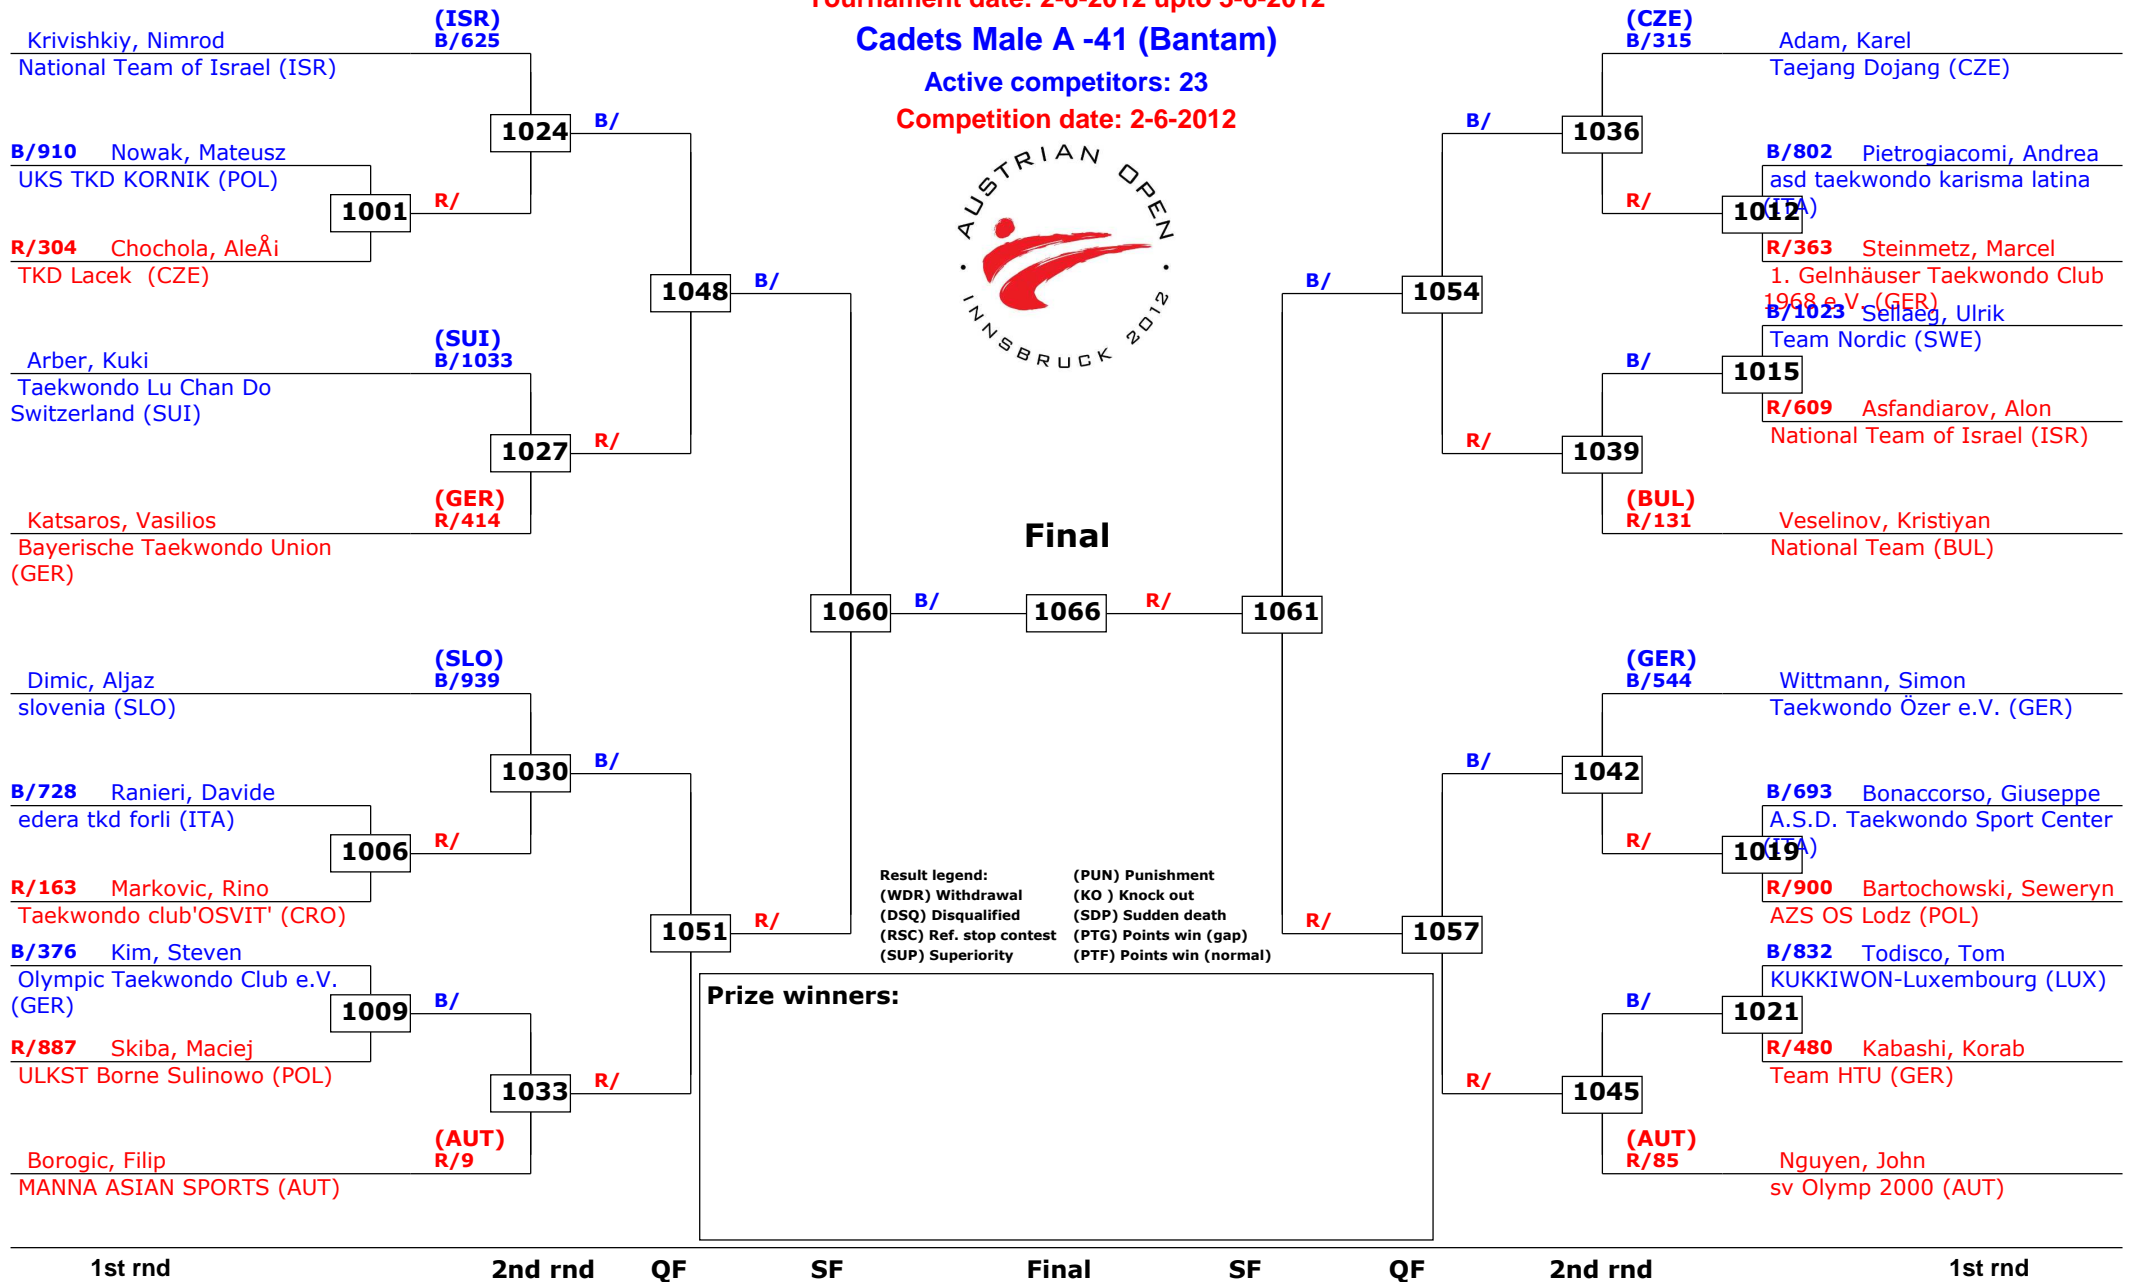 Tournament date: 2-6-2012 upto 3-6-2012
Cadets Male A -41 (Bantam)
Active competitors: 23
Competition date: 2-6-2012
AUSTRIAN OPEN
· INNSBRUCK 2012 ·
(ISR)
Krivishkiy, Nimrod B/625
National Team of Israel (ISR)
1024 B/
B/910 Nowak, Mateusz
UKS TKD KORNIK (POL)
1001 R/
R/304 Chochola, AleÅi
TKD Lacek (CZE)
1048 B/
(SUI)
Arber, Kuki B/1033
Taekwondo Lu Chan Do
Switzerland (SUI)
1027 R/
(GER)
Katsaros, Vasilios R/414
Bayerische Taekwondo Union
(GER)
1060 B/
(SLO)
Dimic, Aljaz B/939
slovenia (SLO)
1030 B/
B/728 Ranieri, Davide
edera tkd forli (ITA)
1006 R/
R/163 Markovic, Rino
Taekwondo club'OSVIT' (CRO)
1051 R/
B/376 Kim, Steven
Olympic Taekwondo Club e.V.
(GER)
1009 B/
R/887 Skiba, Maciej
ULKST Borne Sulinowo (POL)
1033 R/
(AUT)
Borogic, Filip R/9
MANNA ASIAN SPORTS (AUT)
Final
1066
(CZE)
B/315 Adam, Karel
Taejang Dojang (CZE)
B/ 1036
B/802 Pietrogiacomi, Andrea
asd taekwondo karisma latina
(ITA)
R/ 1012
R/363 Steinmetz, Marcel
1. Gelnhäuser Taekwondo Club
1968 e.V. (GER)
B/ 1054
B/1023 Sellaeg, Ulrik
Team Nordic (SWE)
B/ 1015
R/609 Asfandiarov, Alon
National Team of Israel (ISR)
R/ 1039
(BUL)
R/131 Veselinov, Kristiyan
National Team (BUL)
R/ 1061
(GER)
B/544 Wittmann, Simon
Taekwondo Özer e.V. (GER)
B/ 1042
B/693 Bonaccorso, Giuseppe
A.S.D. Taekwondo Sport Center
(ITA)
R/ 1019
R/900 Bartochowski, Seweryn
AZS OS Lodz (POL)
R/ 1057
B/832 Todisco, Tom
KUKKIWON-Luxembourg (LUX)
B/ 1021
R/480 Kabashi, Korab
Team HTU (GER)
R/ 1045
(AUT)
R/85 Nguyen, John
sv Olymp 2000 (AUT)
Result legend: (PUN) Punishment
(WDR) Withdrawal (KO ) Knock out
(DSQ) Disqualified (SDP) Sudden death
(RSC) Ref. stop contest (PTG) Points win (gap)
(SUP) Superiority (PTF) Points win (normal)
Prize winners:
1st rnd 2nd rnd QF SF Final SF QF 2nd rnd 1st rnd